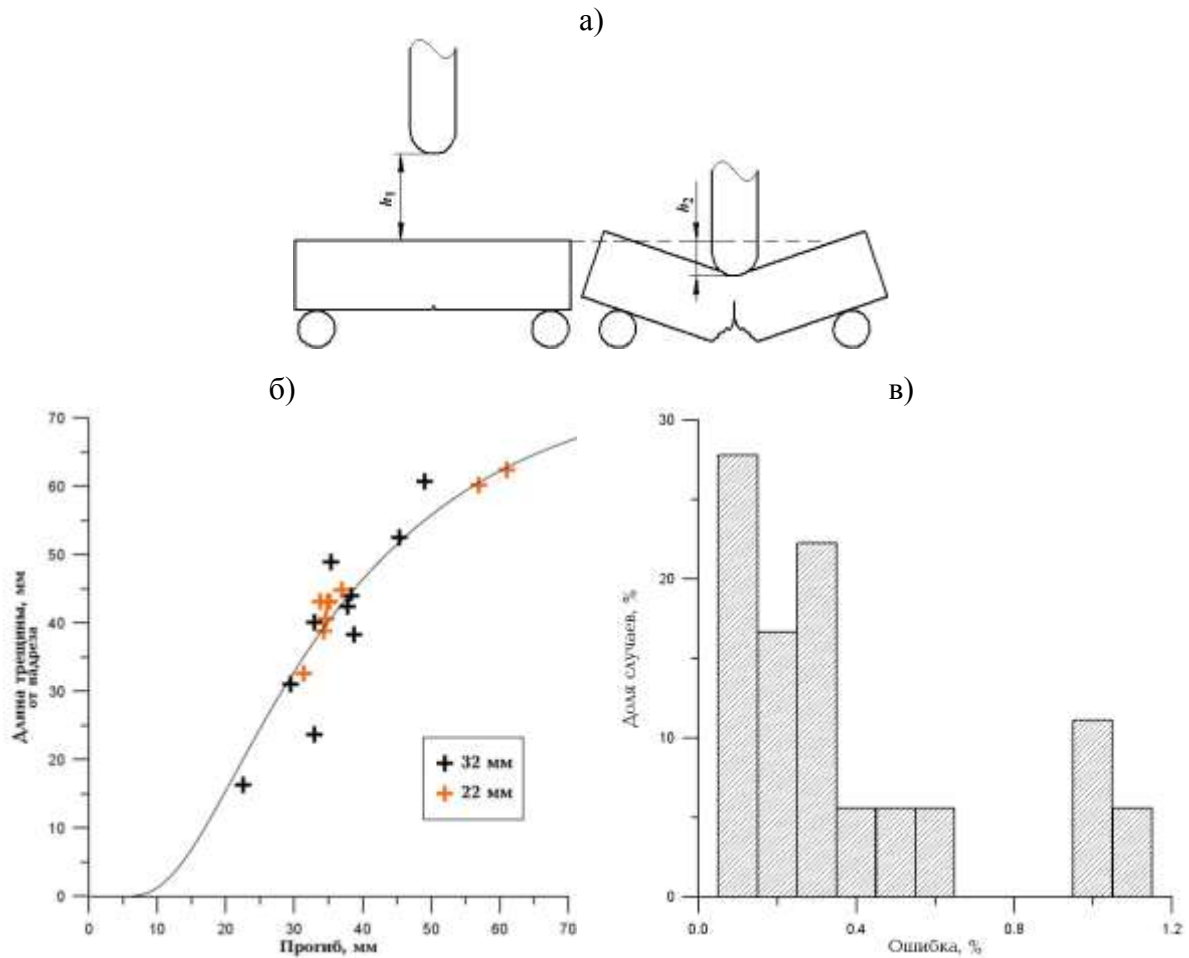 а)
h₁
h₂
б)
в)
70
60
50
40
30
20
10
0
Длина трещины, мм
от надреза
32 мм
22 мм
0 10 20 30 40 50 60 70
Прогиб, мм
30
20
10
0
Доля случаев, %
0.0 0.4 0.8 1.2
Ошибка, %